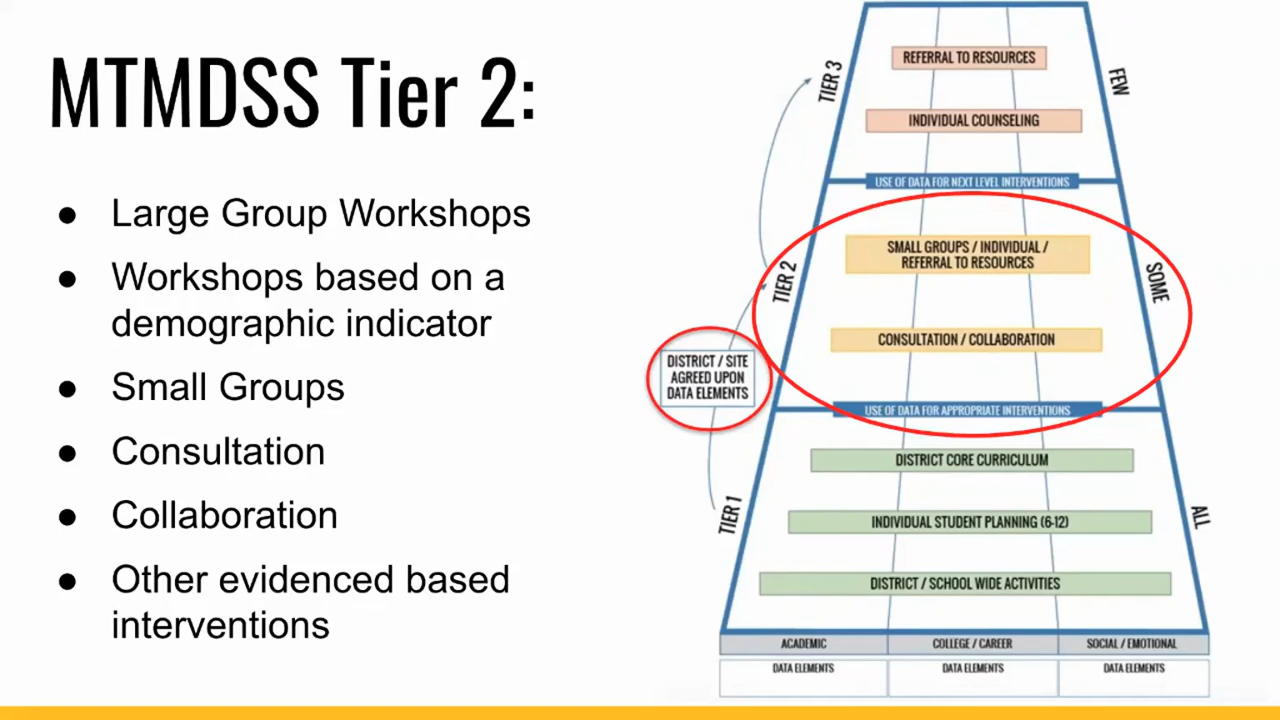 MTMDSS Tier 2:
● Large Group Workshops
● Workshops based on a
demographic indicator
● Small Groups
● Consultation
● Collaboration
● Other evidenced based
interventions
TIER 3
FEW
REFERRAL TO RESOURCES
INDIVIDUAL COUNSELING
USE OF DATA FOR NEXT LEVEL INTERVENTIONS
TIER 2
SOME
SMALL GROUPS / INDIVIDUAL /
REFERRAL TO RESOURCES
CONSULTATION / COLLABORATION
DISTRICT / SITE
AGREED UPON
DATA ELEMENTS
USE OF DATA FOR APPROPRIATE INTERVENTIONS
TIER 1
ALL
DISTRICT CORE CURRICULUM
INDIVIDUAL STUDENT PLANNING (6-12)
DISTRICT / SCHOOL WIDE ACTIVITIES
ACADEMIC
COLLEGE / CAREER
SOCIAL / EMOTIONAL
DATA ELEMENTS
DATA ELEMENTS
DATA ELEMENTS